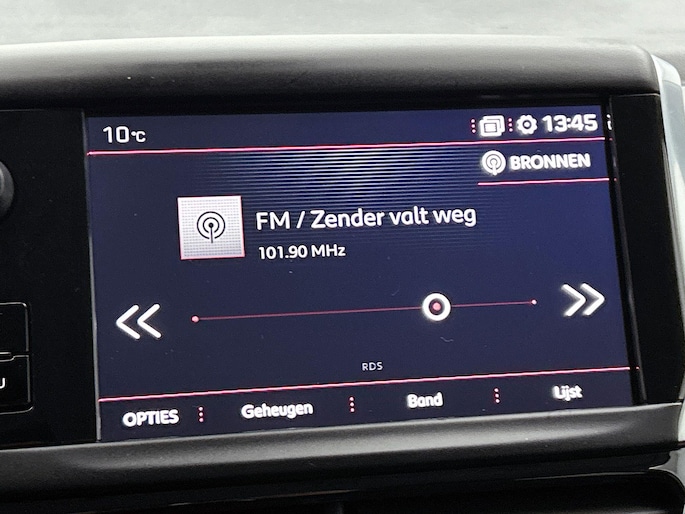 10°C
13:45
BRONNEN
FM / Zender valt weg
101.90 MHz
RDS
OPTIES
Geheugen
Band
Lijst
U